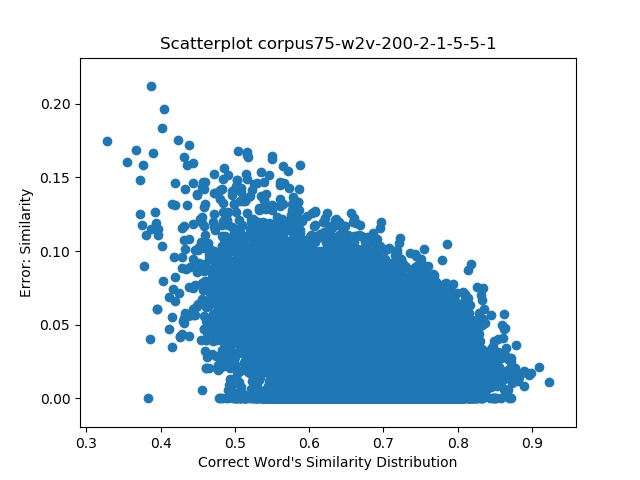 Scatterplot corpus75-w2v-200-2-1-5-5-1
0.20
0.15
0.10
0.05
0.00
Error: Similarity
0.3 0.4 0.5 0.6 0.7 0.8 0.9
Correct Word's Similarity Distribution